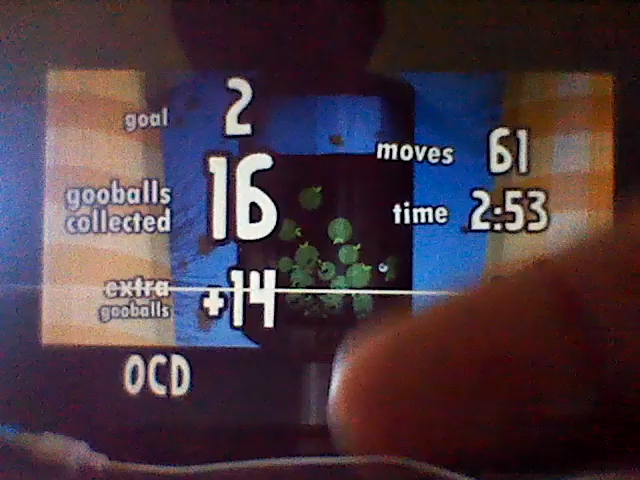 goal 2
moves 61
gooballs
collected 16
time 2:53
extra
gooballs +14
OCD